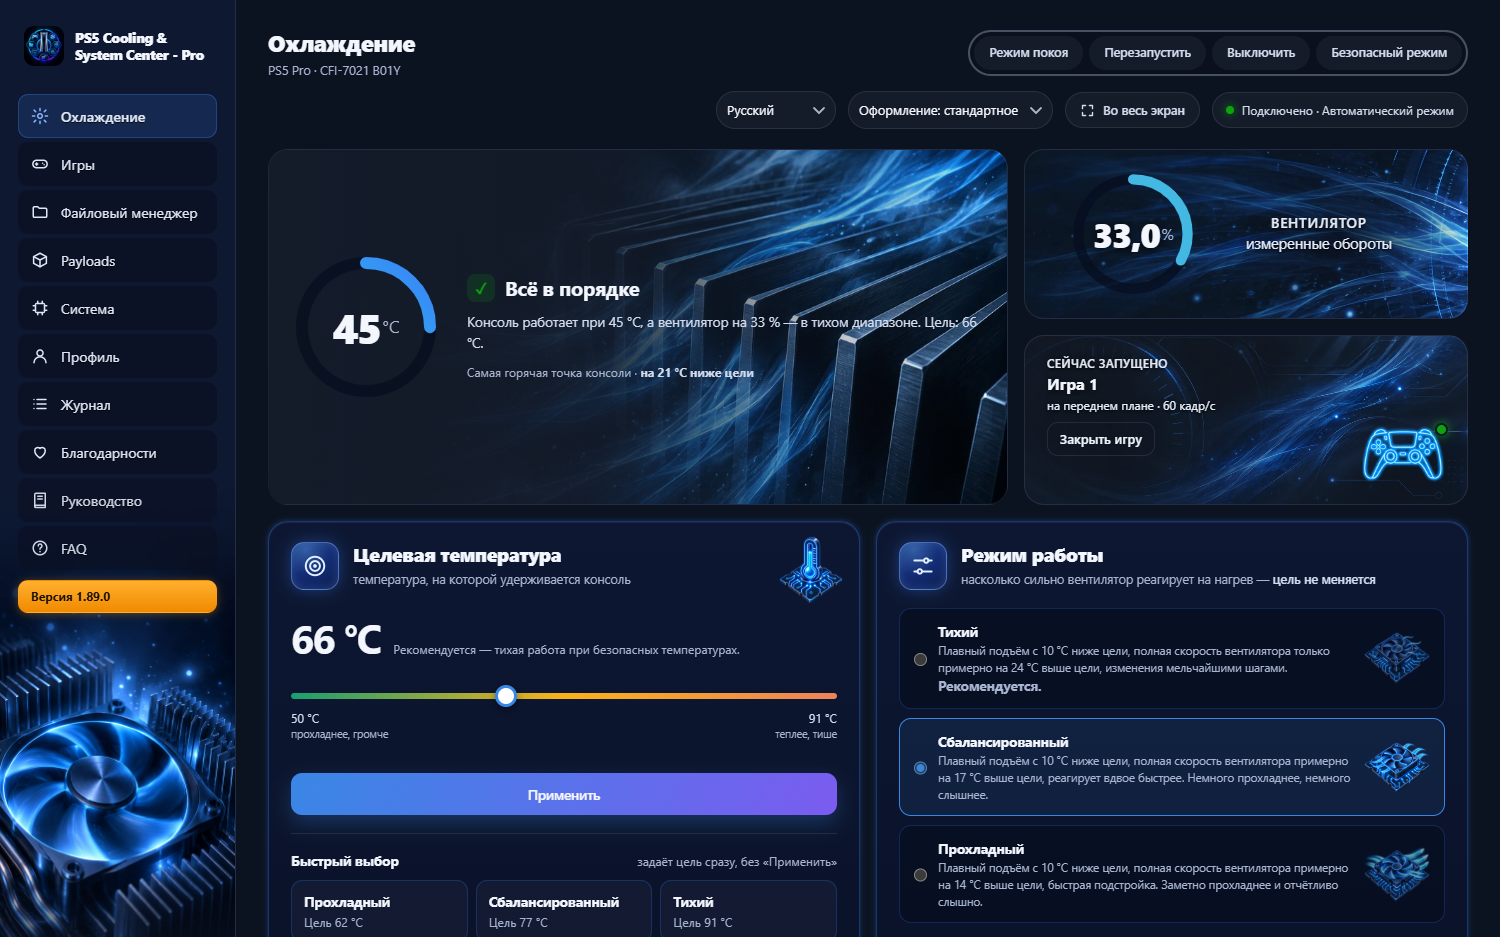 PS5 Cooling &
System Center - Pro
Охлаждение
Игры
Файловый менеджер
Payloads
Система
Профиль
Журнал
Благодарности
Руководство
FAQ
Версия 1.89.0
Охлаждение
PS5 Pro · CFI-7021 B01Y
Режим покоя
Перезапустить
Выключить
Безопасный режим
Русский
Оформление: стандартное
Во весь экран
Подключено · Автоматический режим
45 °C
✓ Всё в порядке
Консоль работает при 45 °C, а вентилятор на 33 % — в тихом диапазоне. Цель: 66
°C.
Самая горячая точка консоли · на 21 °C ниже цели
33,0 %
ВЕНТИЛЯТОР
измеренные обороты
СЕЙЧАС ЗАПУЩЕНО
Игра 1
на переднем плане · 60 кадр/с
Закрыть игру
Целевая температура
температура, на которой удерживается консоль
66 °C Рекомендуется — тихая работа при безопасных температурах.
50 °C
прохладнее, громче
91 °C
теплее, тише
Применить
Быстрый выбор
задаёт цель сразу, без «Применить»
Прохладный
Цель 62 °C
Сбалансированный
Цель 77 °C
Тихий
Цель 91 °C
Режим работы
насколько сильно вентилятор реагирует на нагрев — цель не меняется
Тихий
Плавный подъём с 10 °C ниже цели, полная скорость вентилятора только
примерно на 24 °C выше цели, изменения мельчайшими шагами.
Рекомендуется.
Сбалансированный
Плавный подъём с 10 °C ниже цели, полная скорость вентилятора примерно
на 17 °C выше цели, реагирует вдвое быстрее. Немного прохладнее, немного
слышнее.
Прохладный
Плавный подъём с 10 °C ниже цели, полная скорость вентилятора примерно
на 14 °C выше цели, быстрая подстройка. Заметно прохладнее и отчётливо
слышно.